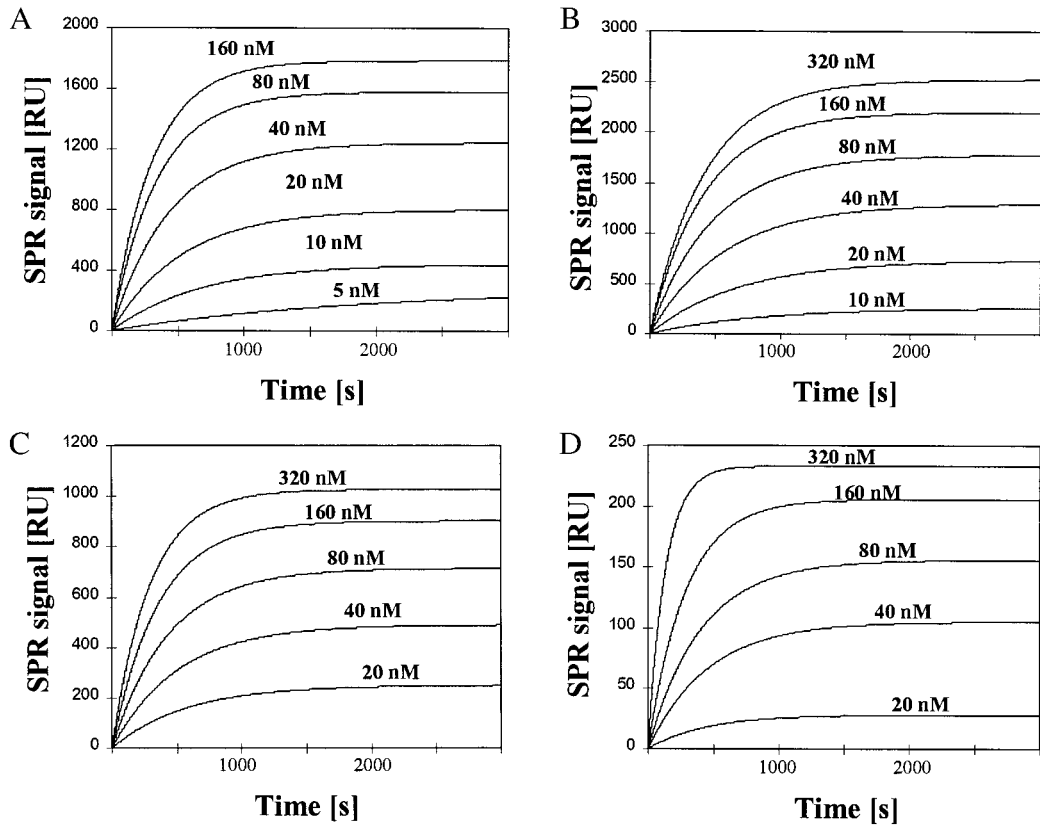 A
SPR signal [RU]
2000
1600
1200
800
400
0
160 nM
80 nM
40 nM
20 nM
10 nM
5 nM
1000
2000
Time [s]
B
SPR signal [RU]
3000
2500
2000
1500
1000
500
0
320 nM
160 nM
80 nM
40 nM
20 nM
10 nM
1000
2000
Time [s]
C
SPR signal [RU]
1200
1000
800
600
400
200
0
320 nM
160 nM
80 nM
40 nM
20 nM
1000
2000
Time [s]
D
SPR signal [RU]
250
200
150
100
50
0
320 nM
160 nM
80 nM
40 nM
20 nM
1000
2000
Time [s]